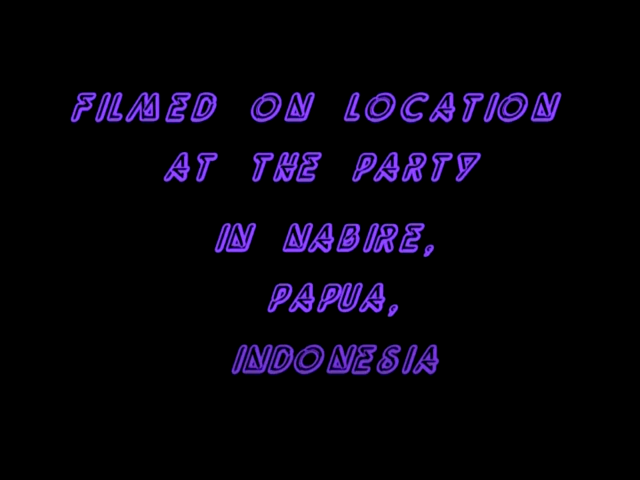 FILMED ON LOCATION
AT THE PARTY
IN NABIRE,
PAPUA,
INDONESIA